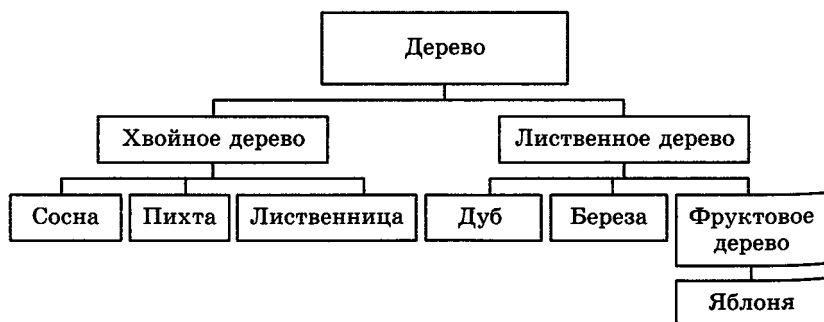 Дерево
Хвойное дерево
Лиственное дерево
Сосна
Пихта
Лиственница
Дуб
Береза
Фруктовое
дерево
Яблоня